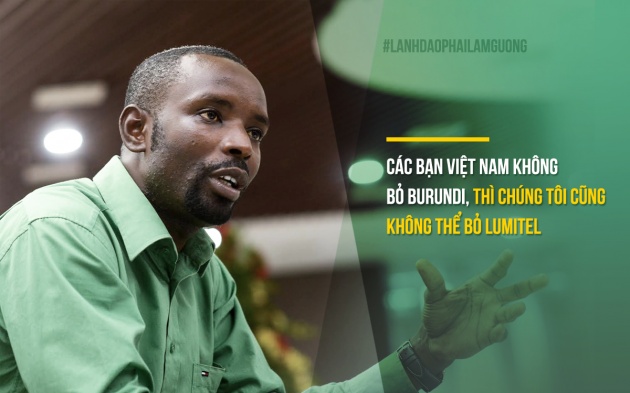 #LANHDAOPHAILAMGUONG
CÁC BẠN VIỆT NAM KHÔNG
BỎ BURUNDI, THÌ CHÚNG TÔI CŨNG
KHÔNG THỂ BỎ LUMITEL